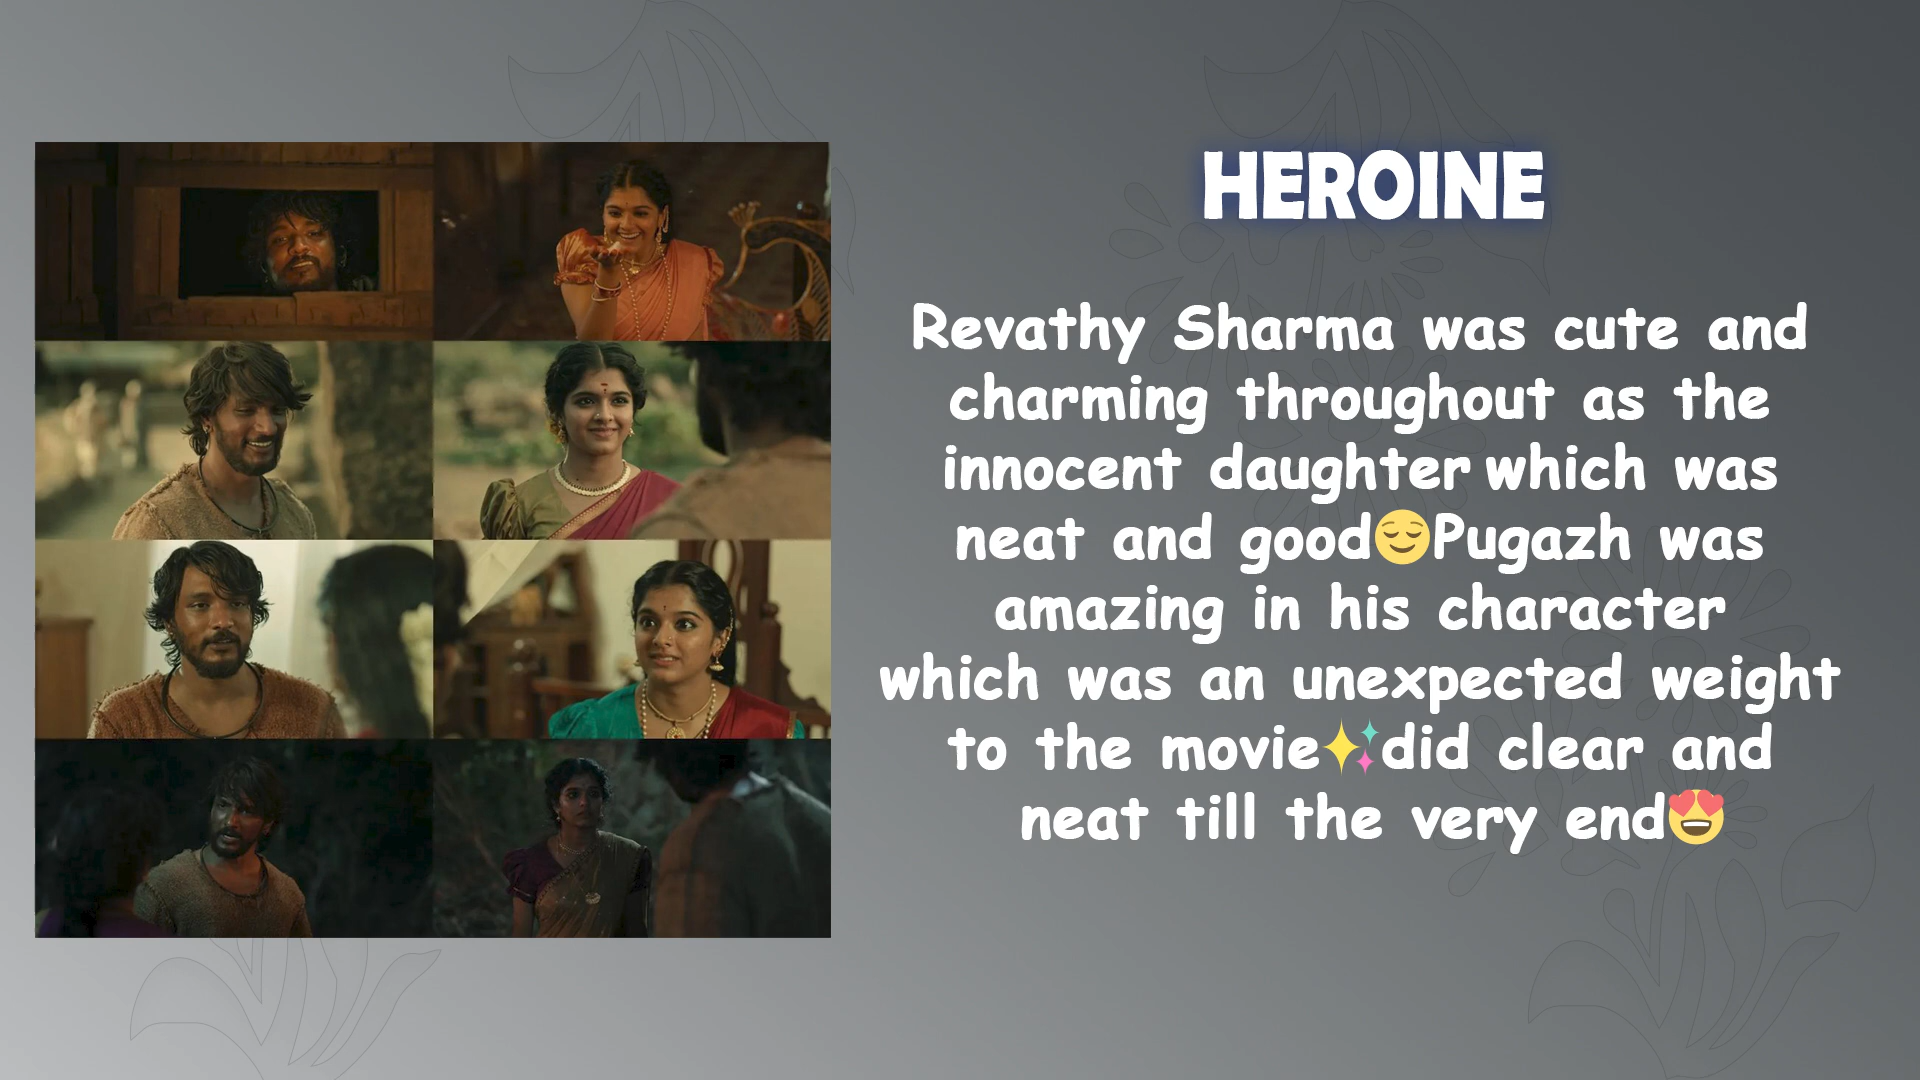 HEROINE
Revathy Sharma was cute and
charming throughout as the
innocent daughter which was
neat and good😌Pugazh was
amazing in his character
which was an unexpected weight
to the movie✨did clear and
neat till the very end😍